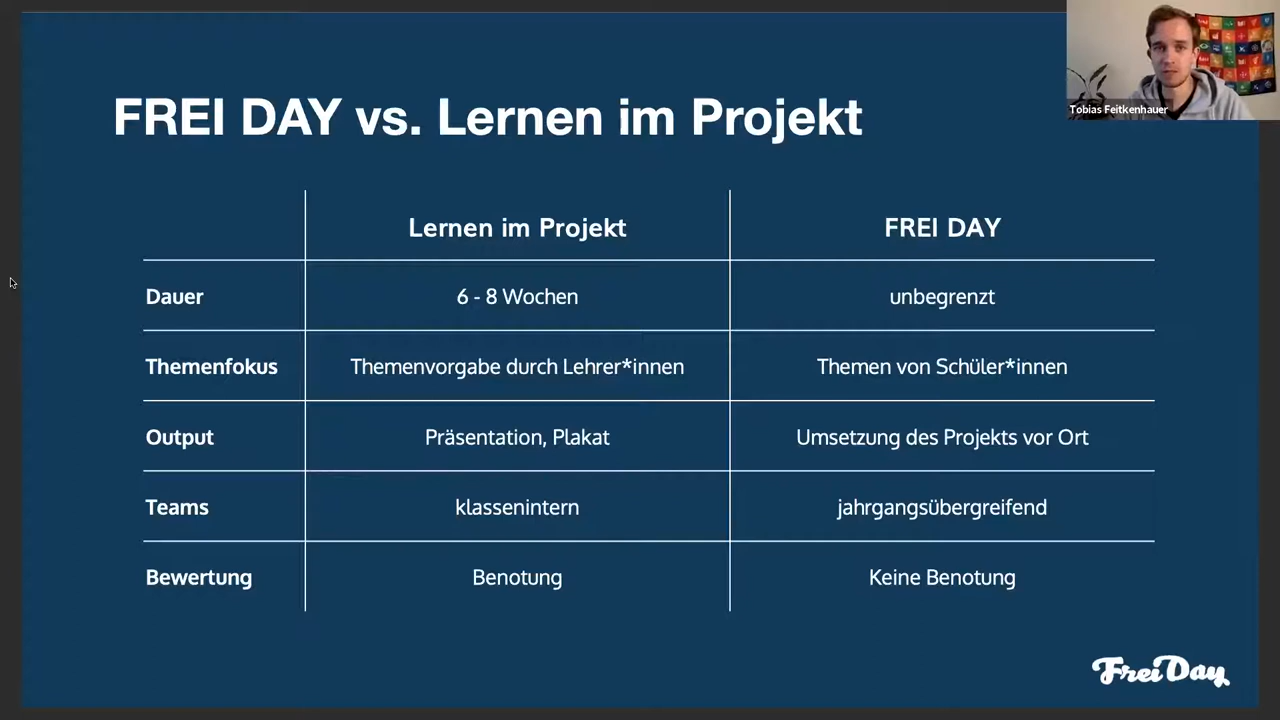 FREI DAY vs. Lernen im Projekt
Tobias Feitkenhauer
Lernen im Projekt FREI DAY
Dauer 6 - 8 Wochen unbegrenzt
Themenfokus Themenvorgabe durch Lehrer*innen Themen von Schüler*innen
Output Präsentation, Plakat Umsetzung des Projekts vor Ort
Teams klassenintern jahrgangsübergreifend
Bewertung Benotung Keine Benotung
Frei Day